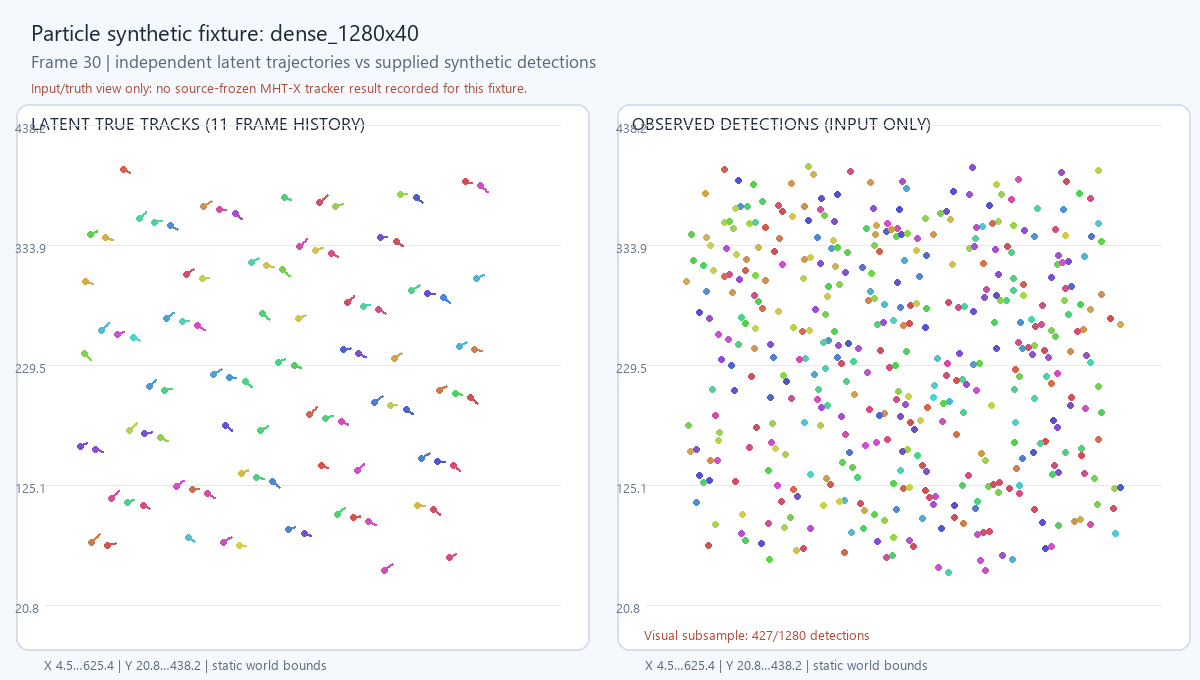 Particle synthetic fixture: dense_1280x40
Frame 30 | independent latent trajectories vs supplied synthetic detections
Input/truth view only: no source-frozen MHT-X tracker result recorded for this fixture.
LATENT TRUE TRACKS (11-FRAME HISTORY)
438.2
333.9
229.5
125.1
20.8
X 4.5...625.4 | Y 20.8...438.2 | static world bounds
OBSERVED DETECTIONS (INPUT ONLY)
438.2
333.9
229.5
125.1
20.8
Visual subsample: 427/1280 detections
X 4.5...625.4 | Y 20.8...438.2 | static world bounds